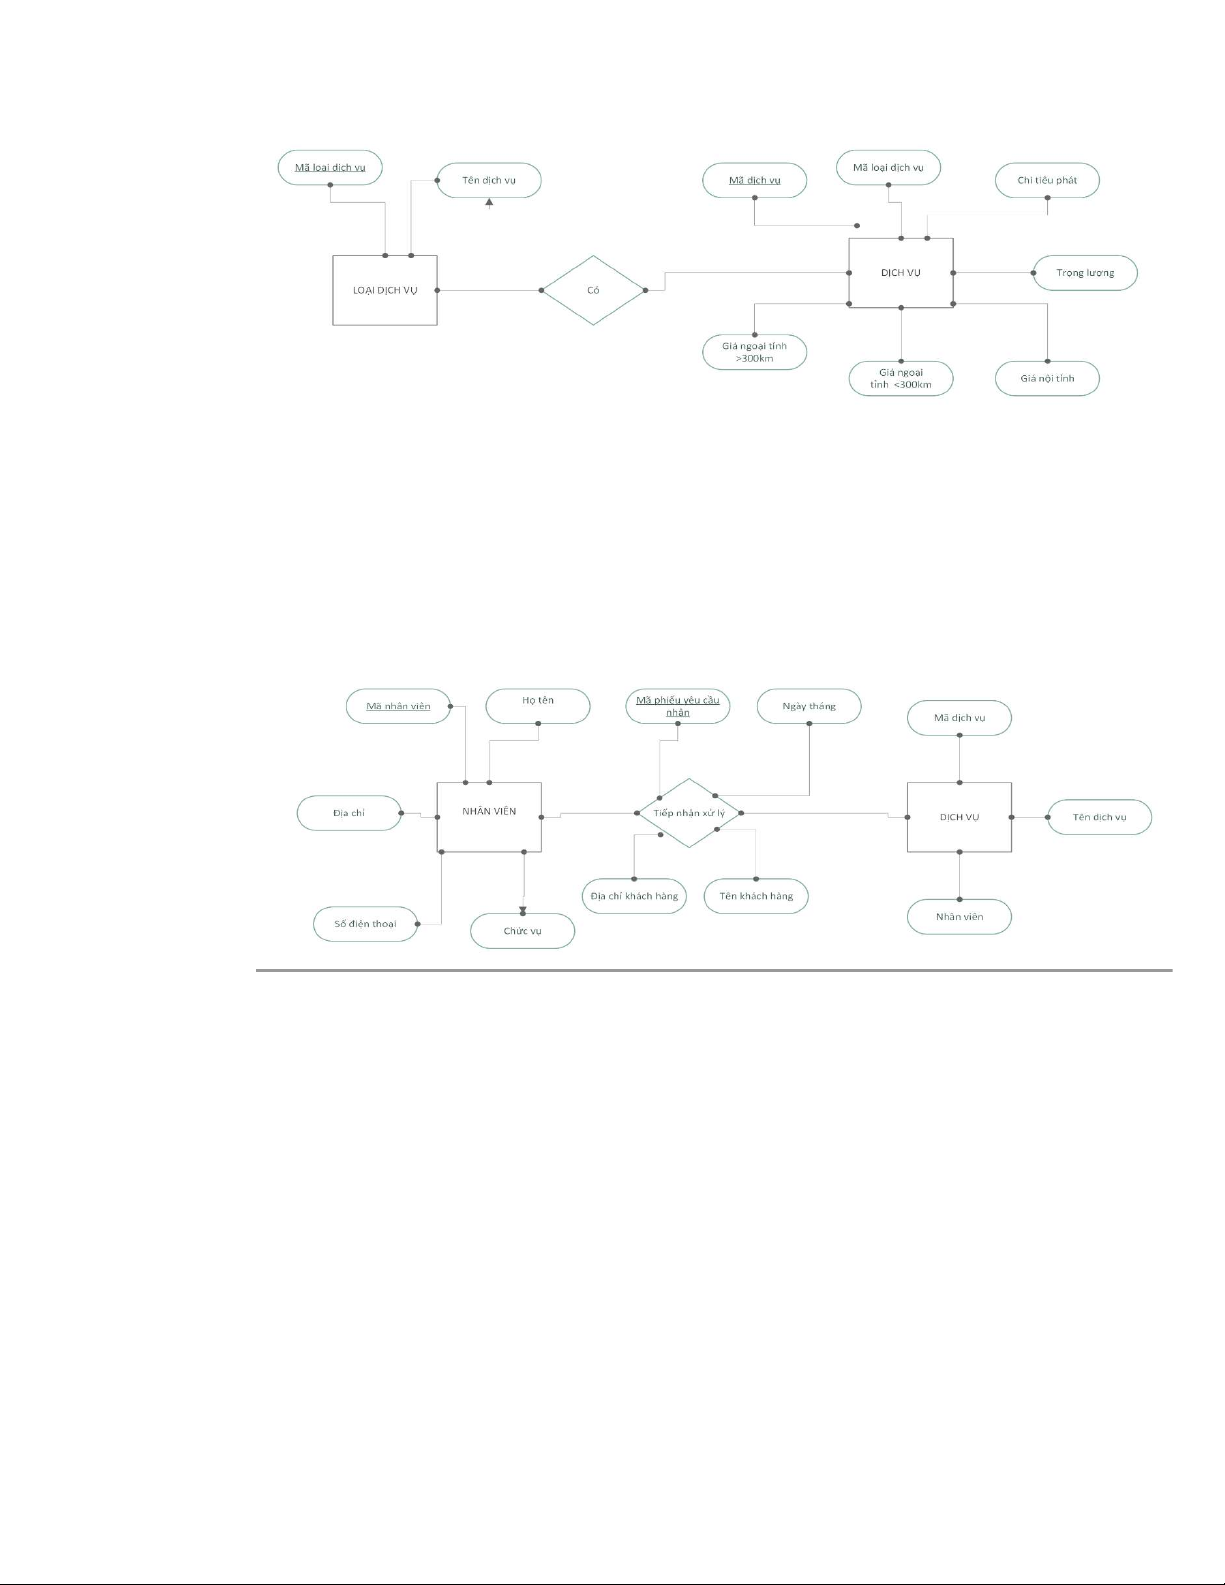 Mã loại dịch vụ
Tên dịch vụ
Mã dịch vụ
Mã loại dịch vụ
Chỉ tiêu phát
LOẠI DỊCH VỤ
Có
DỊCH VỤ
Trọng lương
Giá ngoại tỉnh
>300km
Giá ngoại
tỉnh <300km
Giá nội tỉnh
Mã nhân viên
Họ tên
Mã phiếu yêu cầu
nhận
Ngày tháng
Mã dịch vụ
Địa chỉ
NHÂN VIÊN
Tiếp nhận xử lý
DỊCH VỤ
Tên dịch vụ
Số điện thoại
Chức vụ
Địa chỉ khách hàng
Tên khách hàng
Nhân viên